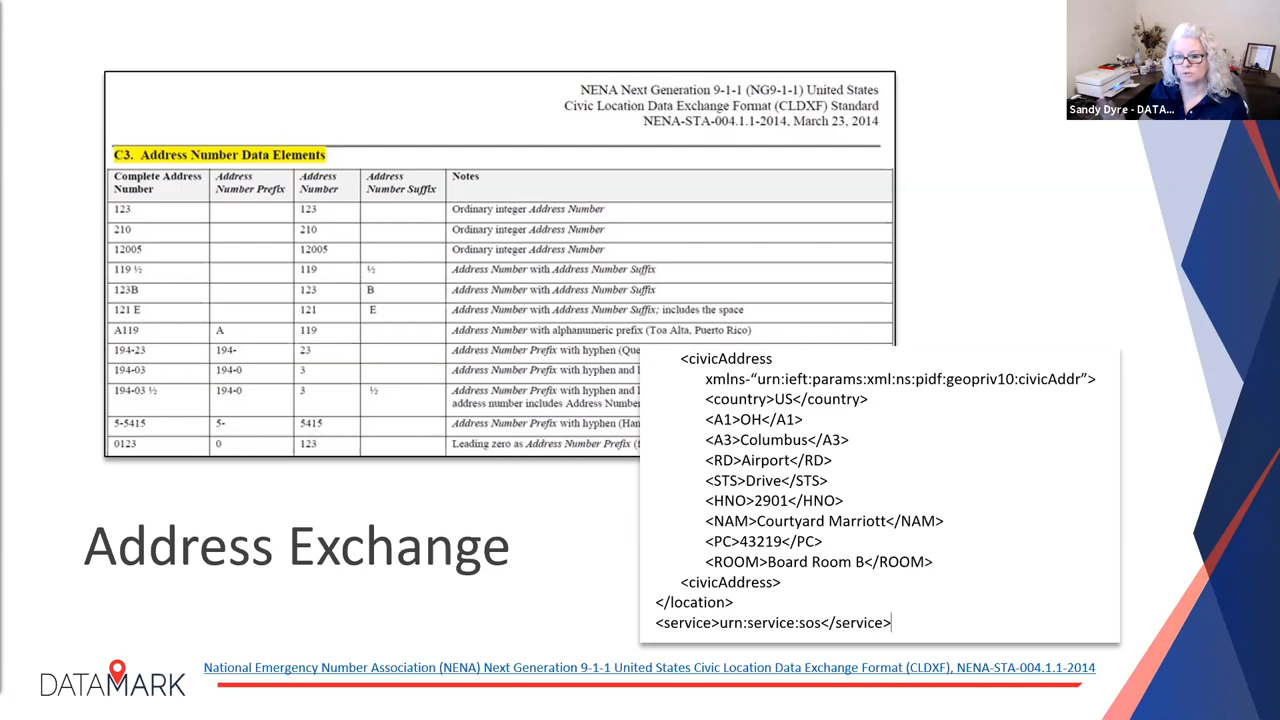 NENA Next Generation 9-1-1 (NG9-1-1) United States
Civic Location Data Exchange Format (CLDXF) Standard
NENA-STA-004.1.1-2014, March 23, 2014
Sandy Dyre - DATA...
C3. Address Number Data Elements
Complete Address Number Address Number Prefix Address Number Address Number Suffix Notes
123 123 Ordinary integer Address Number
210 210 Ordinary integer Address Number
12005 12005 Ordinary integer Address Number
119 ½ 119 ½ Address Number with Address Number Suffix
123B 123 B Address Number with Address Number Suffix
121 E 121 E Address Number with Address Number Suffix; includes the space
A119 A 119 Address Number with alphanumeric prefix (Toa Alta, Puerto Rico)
194-23 194- 23 Address Number Prefix with hyphen (Que
194-03 194-0 3 Address Number Prefix with hyphen and
194-03 ½ 194-0 3 ½ Address Number Prefix with hyphen and
address number includes Address Number
5-5415 5- 5415 Address Number Prefix with hyphen (Han
0123 0 123 Leading zero as Address Number Prefix
<civicAddress
xmlns-“urn:ieft:params:xml:ns:pidf:geopriv10:civicAddr”>
<country>US</country>
<A1>OH</A1>
<A3>Columbus</A3>
<RD>Airport</RD>
<STS>Drive</STS>
<HNO>2901</HNO>
<NAM>Courtyard Marriott</NAM>
<PC>43219</PC>
<ROOM>Board Room B</ROOM>
<civicAddress>
</location>
<service>urn:service:sos</service>
Address Exchange
DATAMARK
National Emergency Number Association (NENA) Next Generation 9-1-1 United States Civic Location Data Exchange Format (CLDXF), NENA-STA-004.1.1-2014